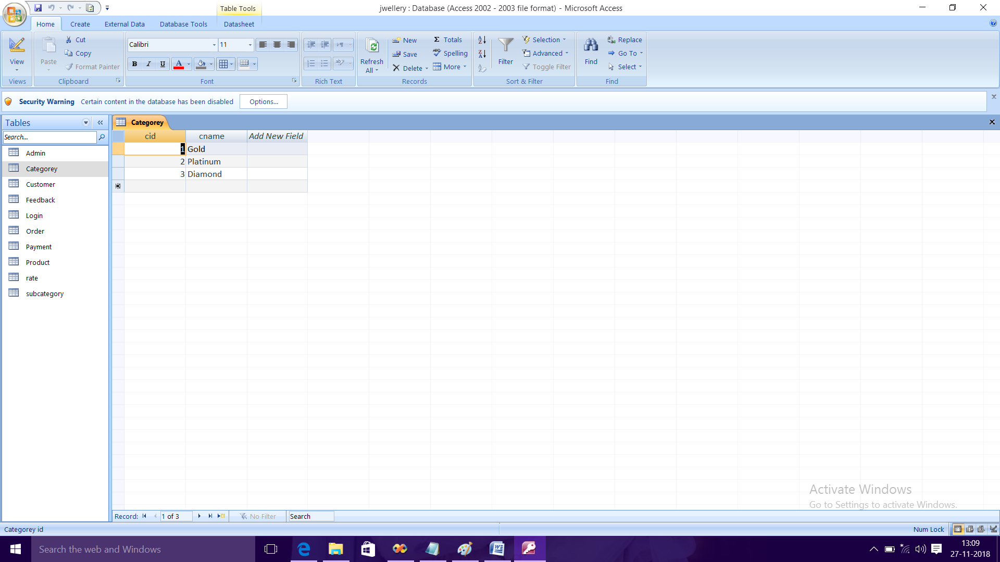 Table Tools
jwellery : Database (Access 2002 - 2003 file format) - Microsoft Access
Home Create External Data Database Tools Datasheet
View
Views
Paste
Cut
Copy
Format Painter
Clipboard
Calibri 11
B I U A
Font
Rich Text
Refresh
All
New
Save
Delete
Totals
Spelling
More
Records
Filter
Selection
Advanced
Toggle Filter
Sort & Filter
Find
Replace
Go To
Select
Find
Security Warning Certain content in the database has been disabled Options...
Tables
Search...
Admin
Categorey
Customer
Feedback
Login
Order
Payment
Product
rate
subcategory
Categorey
cid cname Add New Field
1 Gold
2 Platinum
3 Diamond
Activate Windows
Go to Settings to activate Windows.
Record: 1 of 3 No Filter Search
Categorey id Num Lock
Search the web and Windows
13:09
27-11-2018